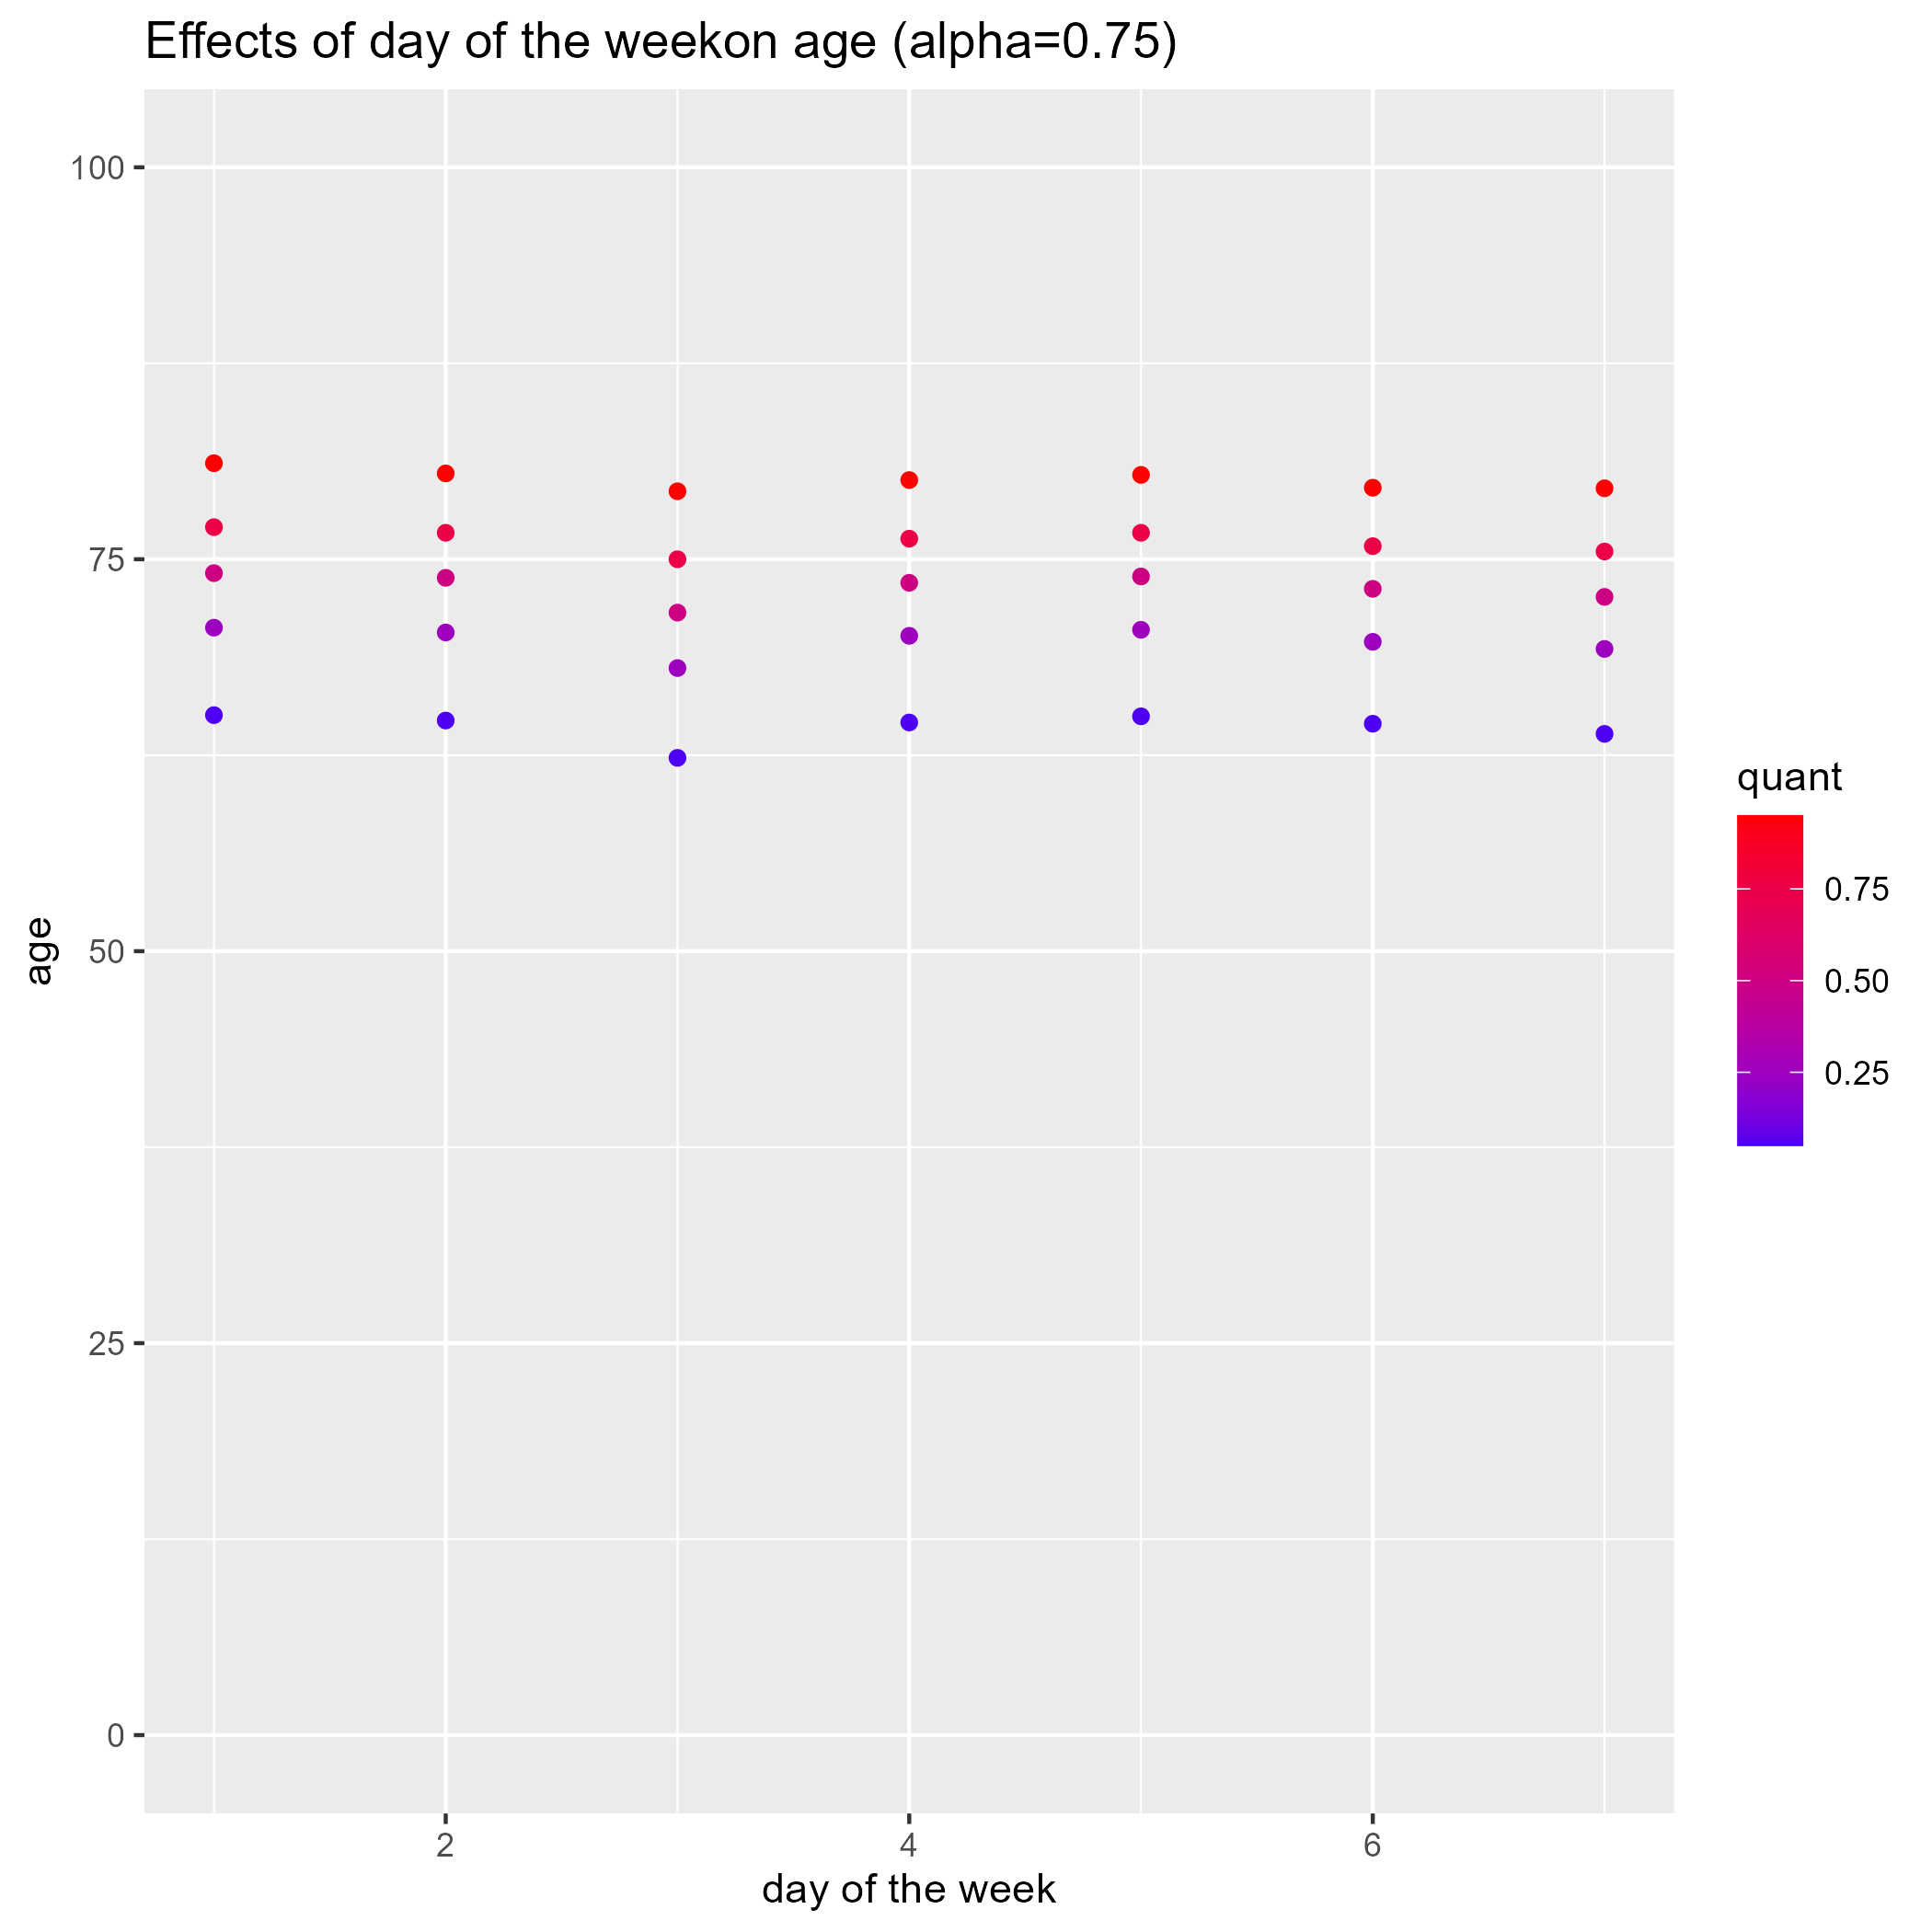 Effects of day of the weekon age (alpha=0.75)
100
75
50
25
0
age
2
4
6
day of the week
quant
0.75
0.50
0.25